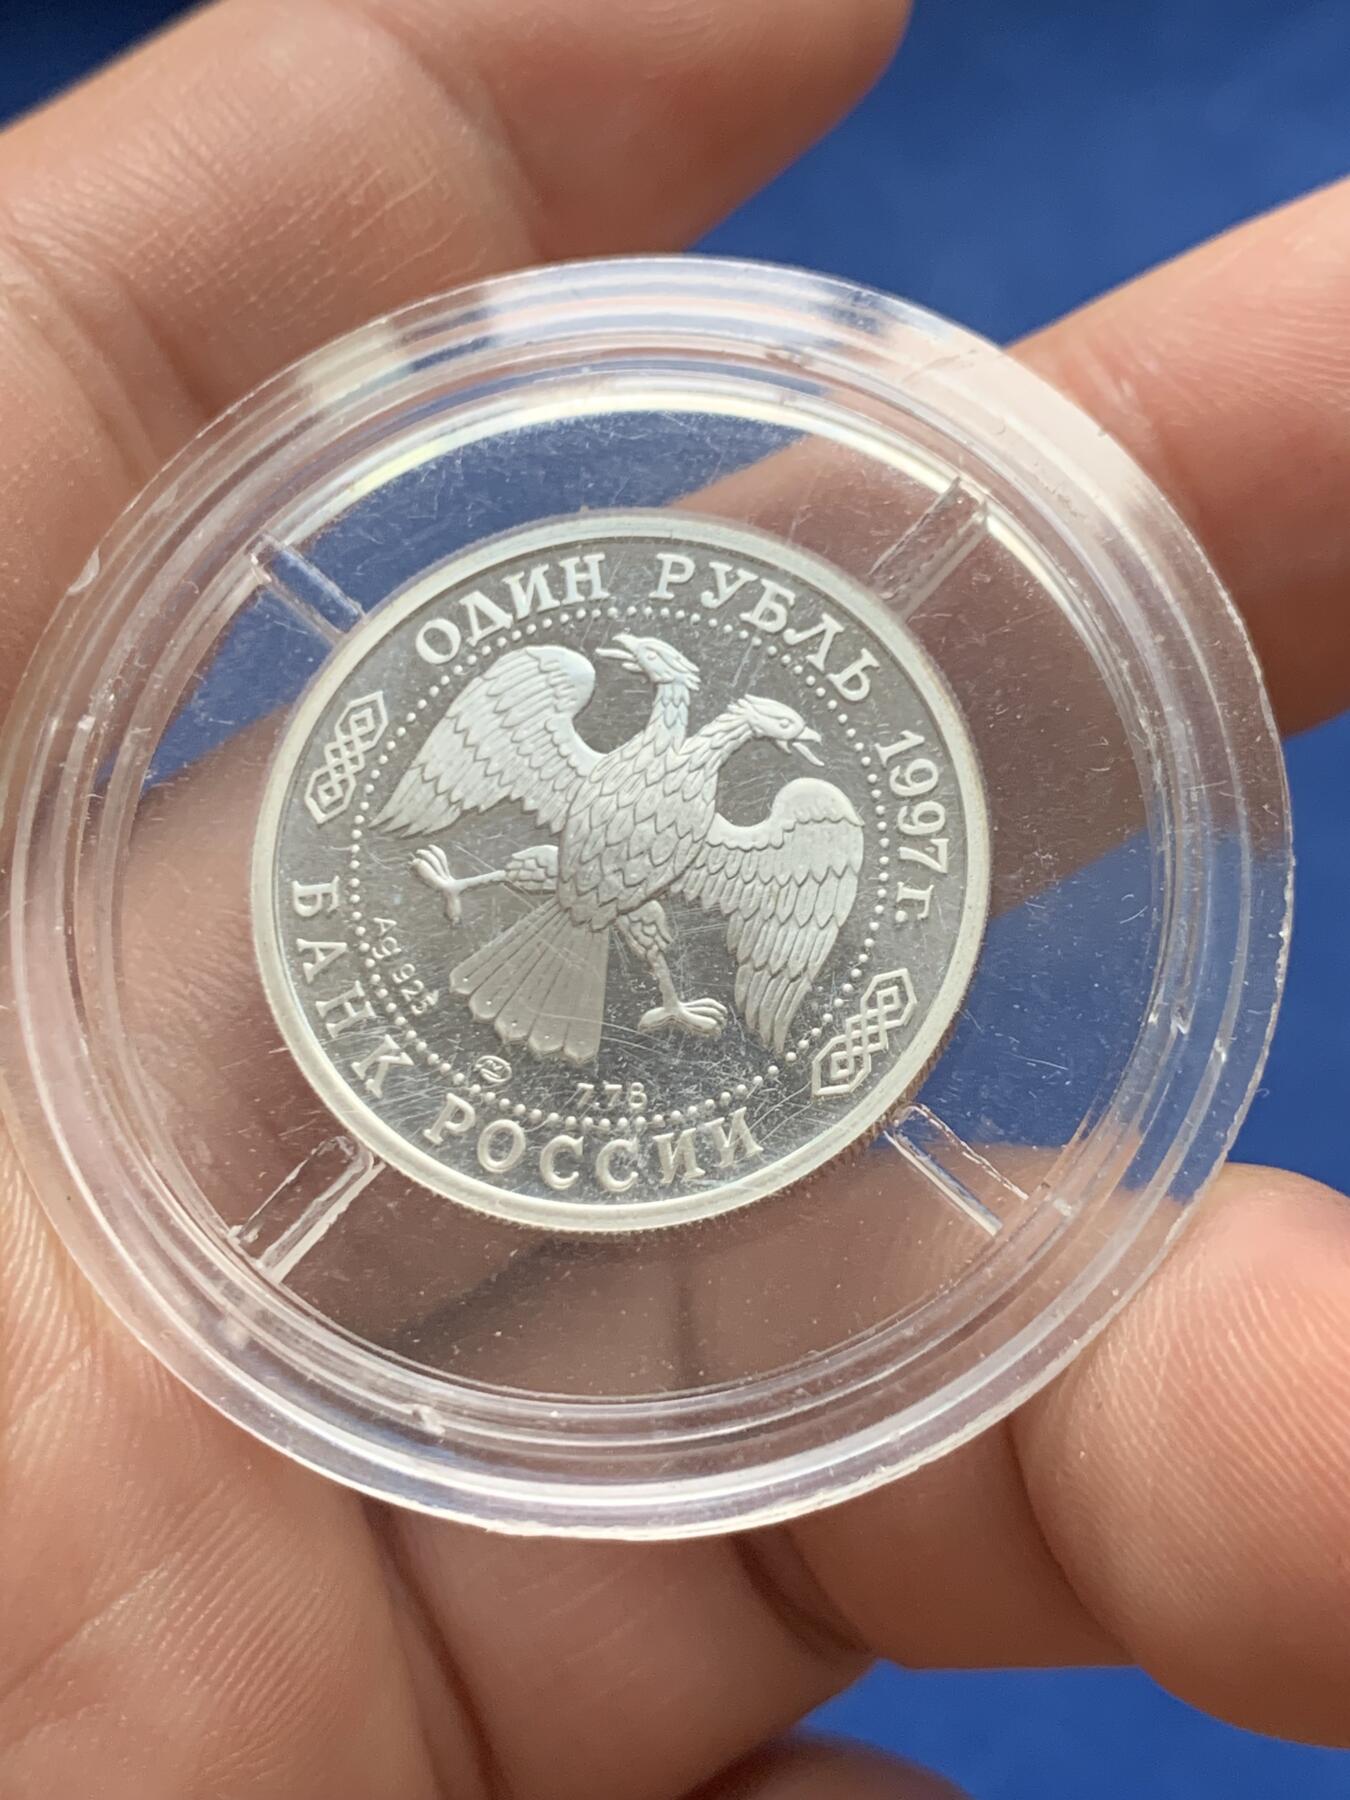 ОДИН РУБЛЬ 1997 г.
Ag 925
7.78
БАНК РОССИИ